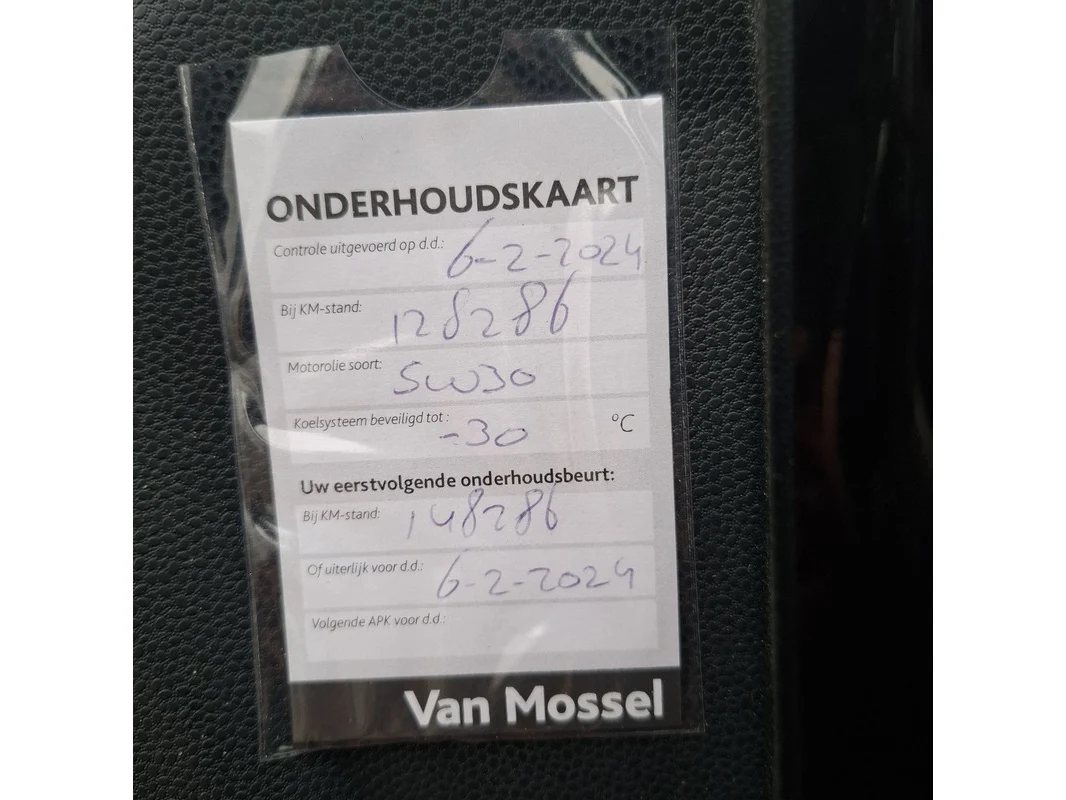 ONDERHOUDSKAART
Controle uitgevoerd op d.d.: 6-2-2024
Bij KM-stand: 128286
Motorolie soort: 5W30
Koelsysteem beveiligd tot: -30 °C
Uw eerstvolgende onderhoudsbeurt:
Bij KM-stand: 148286
Of uiterlijk voor d.d.: 6-2-2024
Volgende APK voor d.d.:
Van Mossel